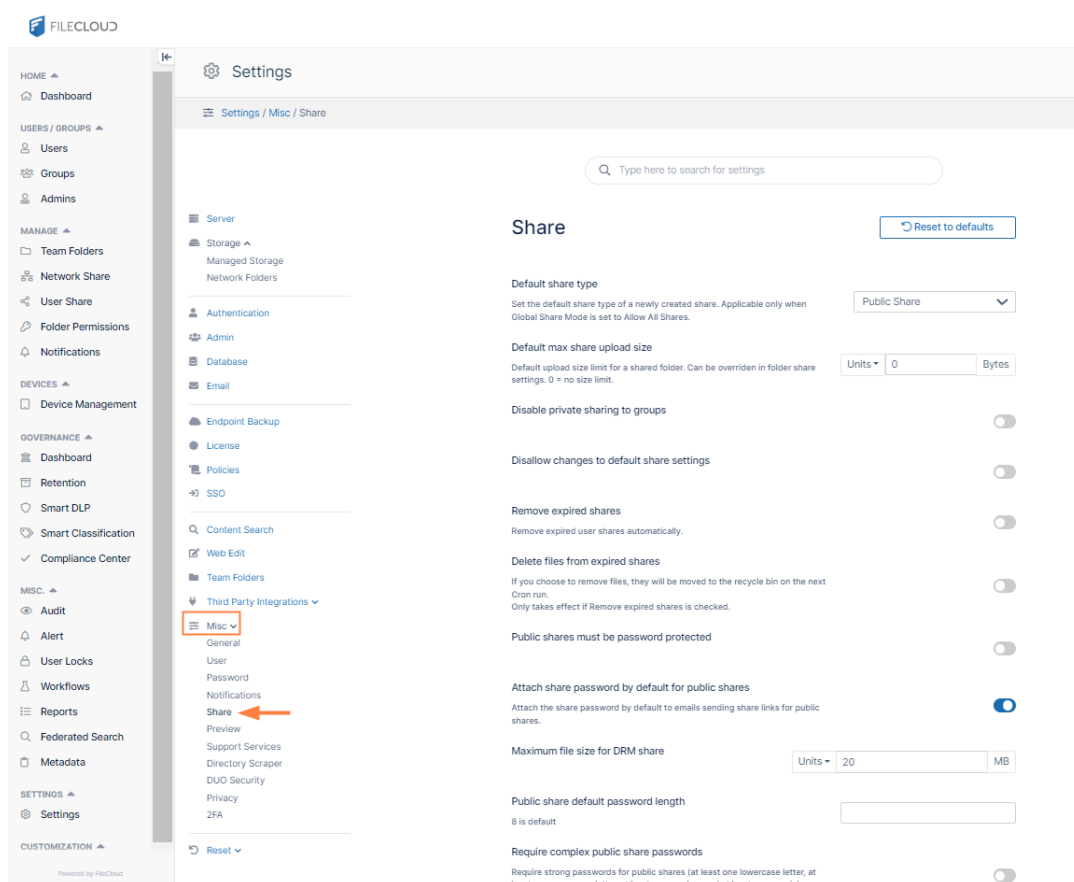 FILECLOUD
HOME
Dashboard
USERS / GROUPS
Users
Groups
Admins
MANAGE
Team Folders
Network Share
User Share
Folder Permissions
Notifications
DEVICES
Device Management
GOVERNANCE
Dashboard
Retention
Smart DLP
Smart Classification
Compliance Center
MISC.
Audit
Alert
User Locks
Workflows
Reports
Federated Search
Metadata
SETTINGS
Settings
CUSTOMIZATION
Powered by FileCloud
Settings
Settings / Misc / Share
Type here to search for settings
Server
Storage
Managed Storage
Network Folders
Authentication
Admin
Database
Email
Endpoint Backup
License
Policies
SSO
Content Search
Web Edit
Team Folders
Third Party Integrations
Misc
General
User
Password
Notifications
Share
Preview
Support Services
Directory Scraper
DUO Security
Privacy
2FA
Reset
Share
Reset to defaults
Default share type
Set the default share type of a newly created share. Applicable only when
Global Share Mode is set to Allow All Shares.
Public Share
Default max share upload size
Default upload size limit for a shared folder. Can be overriden in folder share
settings. 0 = no size limit.
Units 0 Bytes
Disable private sharing to groups
Disallow changes to default share settings
Remove expired shares
Remove expired user shares automatically.
Delete files from expired shares
If you choose to remove files, they will be moved to the recycle bin on the next
Cron run.
Only takes effect if Remove expired shares is checked.
Public shares must be password protected
Attach share password by default for public shares
Attach the share password by default to emails sending share links for public
shares.
Maximum file size for DRM share
Units 20 MB
Public share default password length
8 is default
Require complex public share passwords
Require strong passwords for public shares (at least one lowercase letter, at